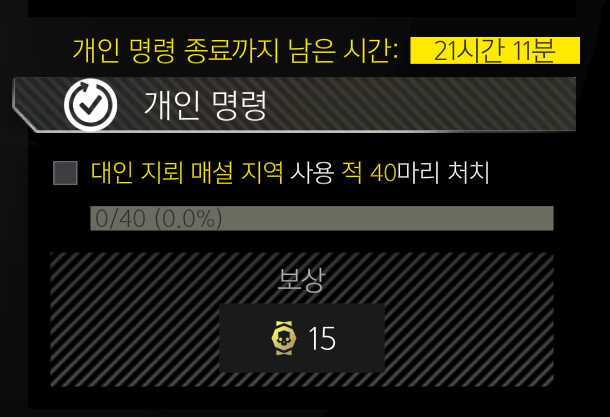 개인 명령 종료까지 남은 시간: 21시간 11분
개인 명령
대인 지뢰 매설 지역 사용 적 40마리 처치
0/40 (0.0%)
보상
15